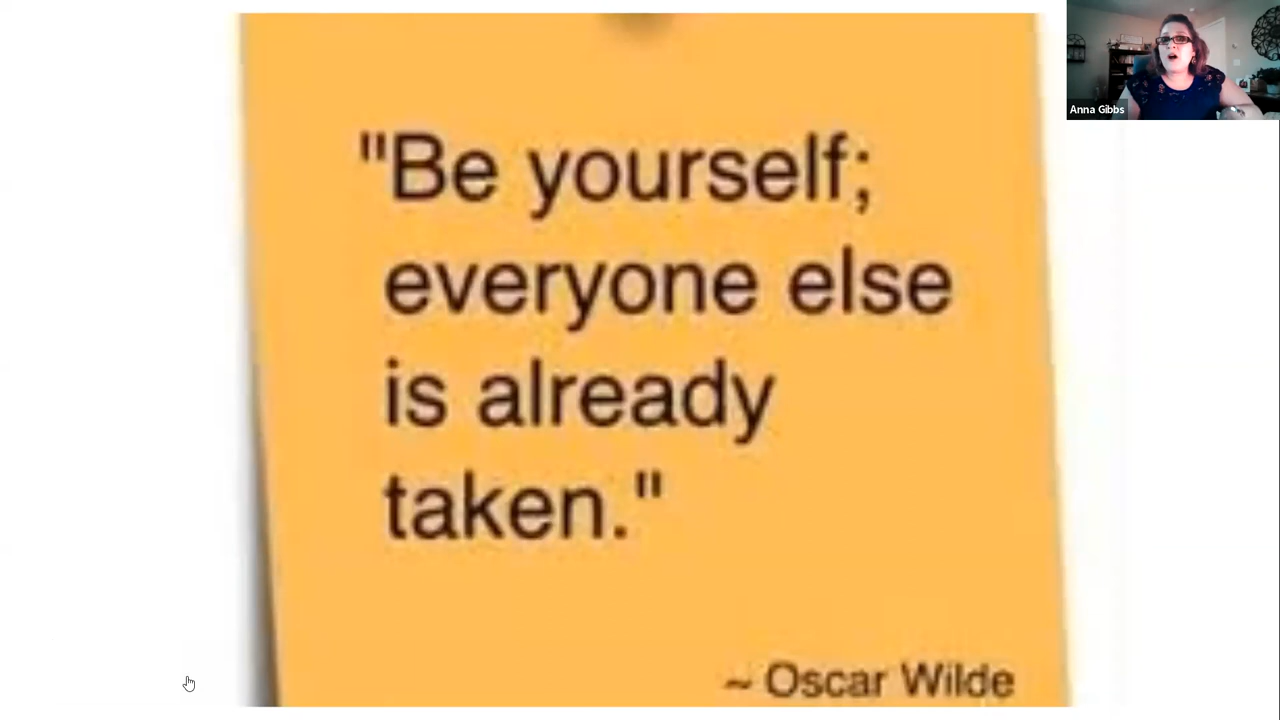 "Be yourself;
everyone else
is already
taken."
~ Oscar Wilde
Anna Gibbs